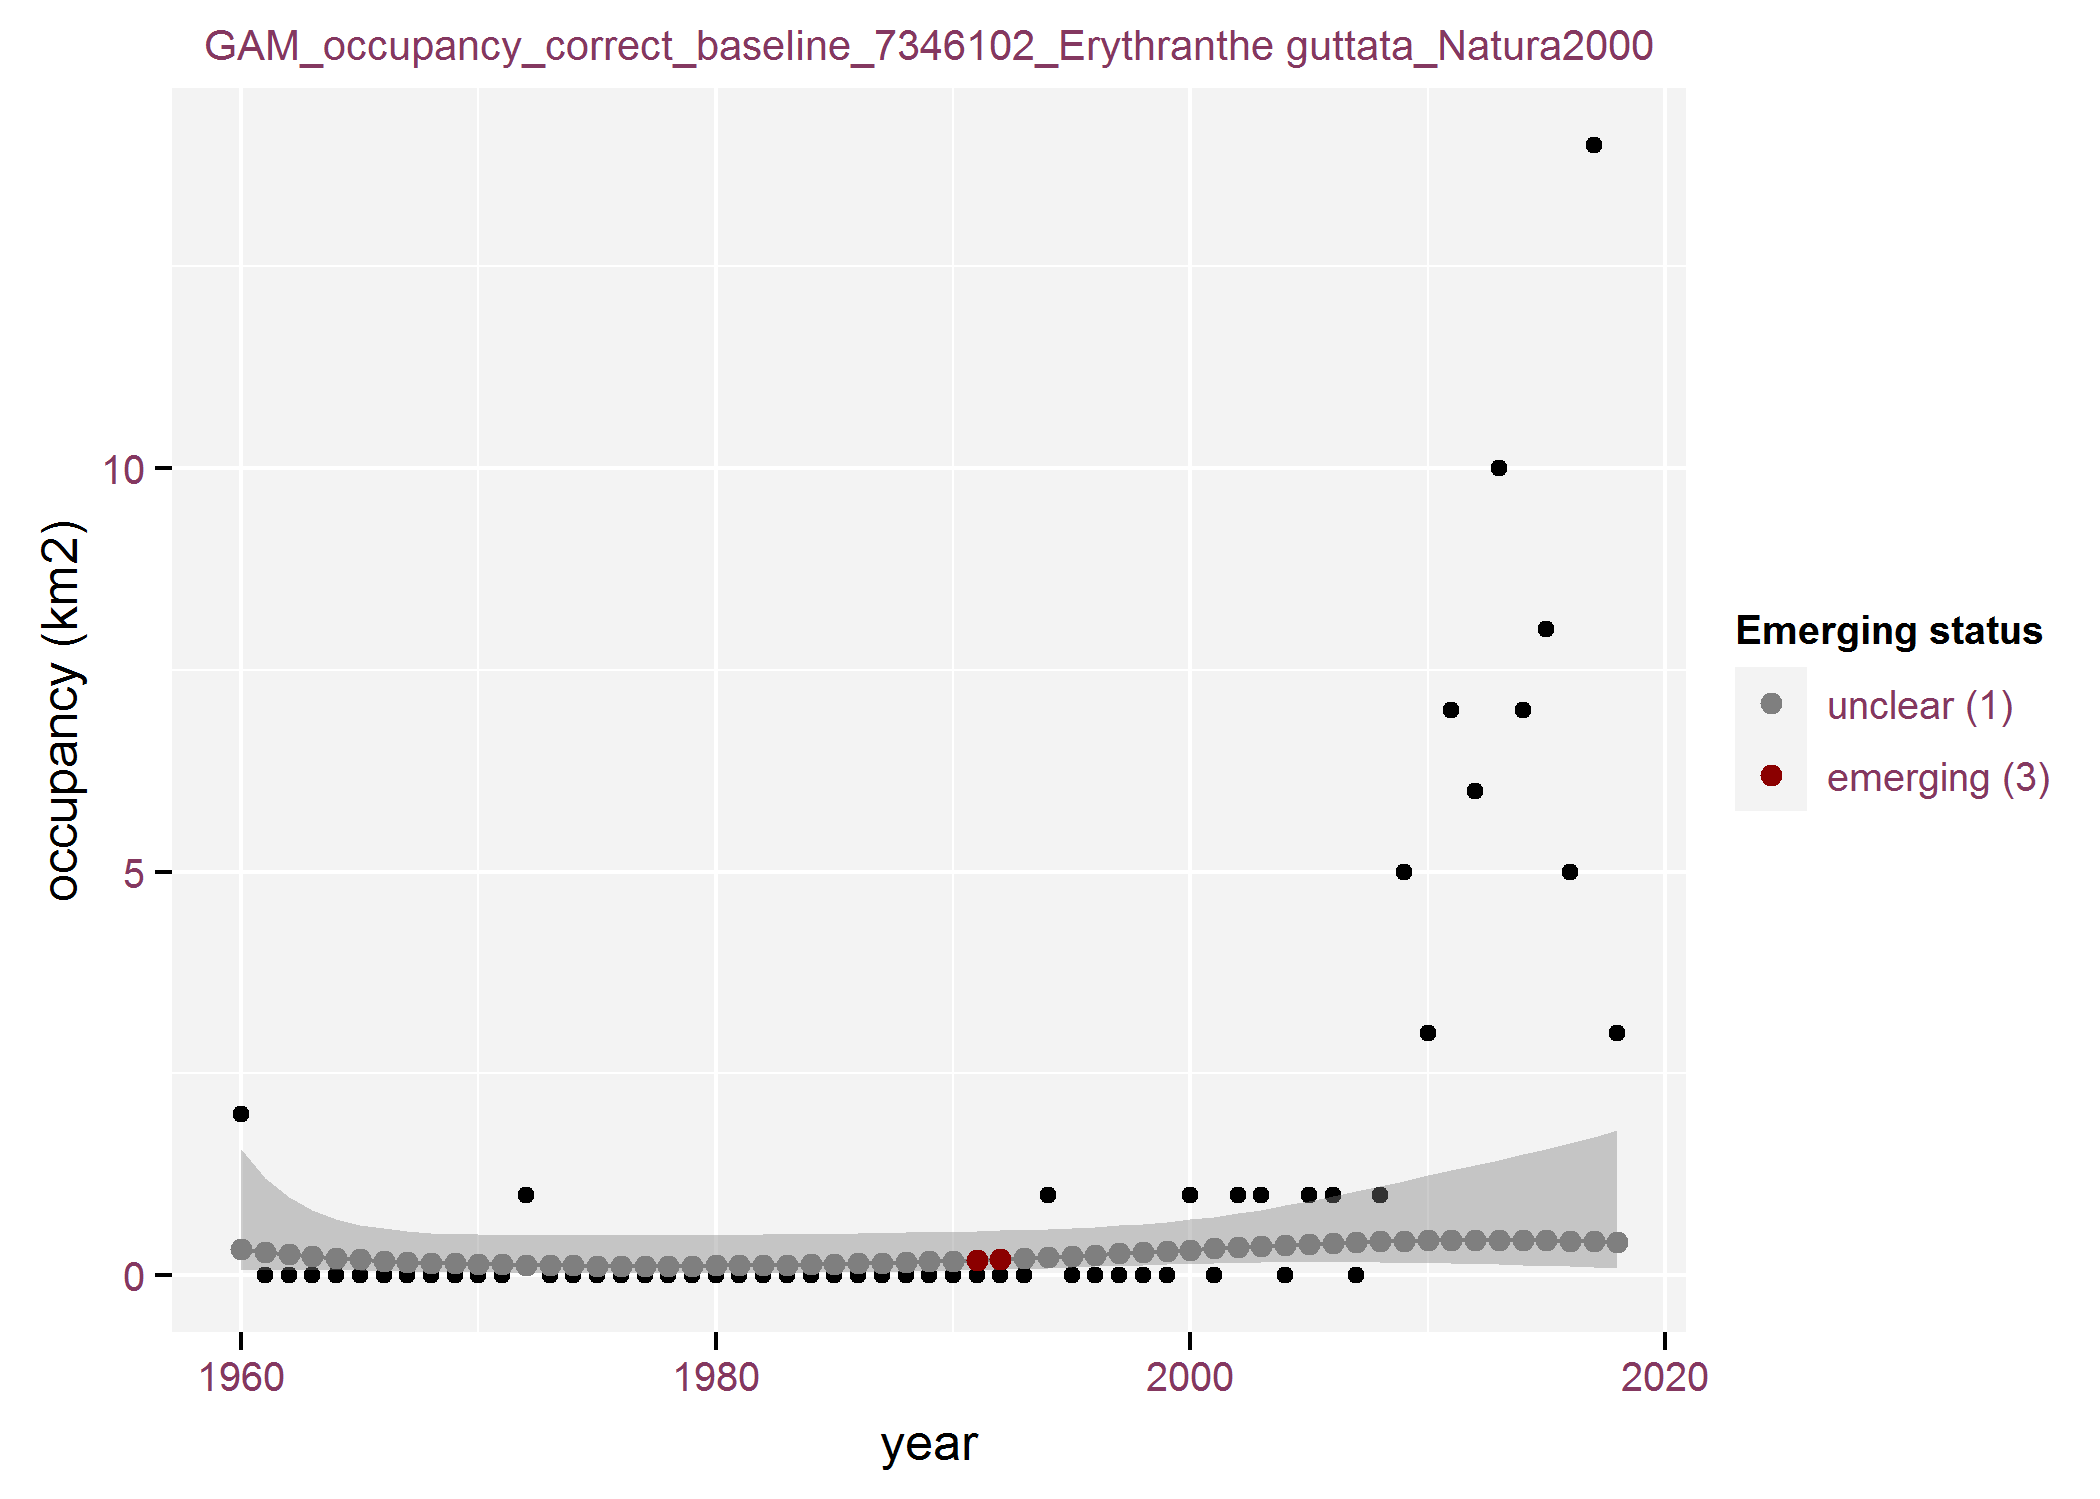 GAM_occupancy_correct_baseline_7346102_Erythranthe guttata_Natura2000
occupancy (km2)
10
5
0
1960
1980
2000
2020
year
Emerging status
unclear (1)
emerging (3)